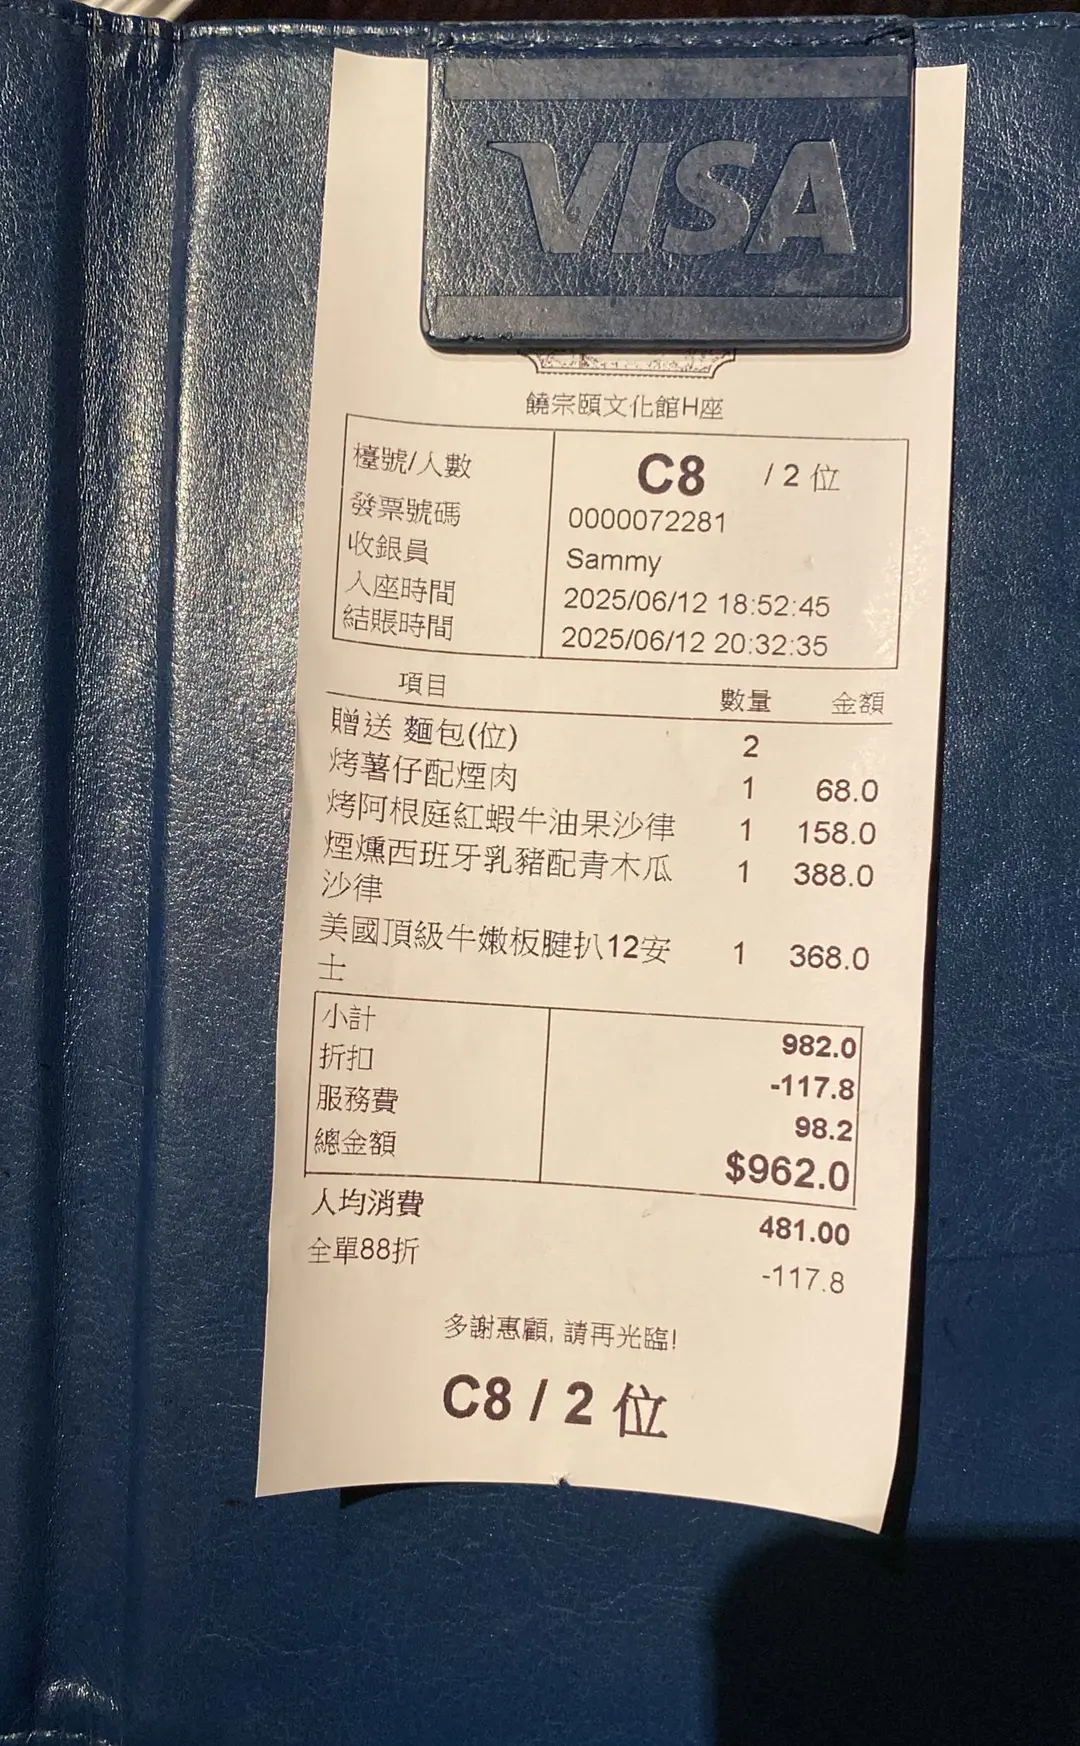 VISA
饒宗頤文化館H座
檯號/人數 C8 / 2 位
發票號碼 0000072281
收銀員 Sammy
入座時間 2025/06/12 18:52:45
結賬時間 2025/06/12 20:32:35
項目 數量 金額
贈送 麵包(位) 2
烤薯仔配煙肉 1 68.0
烤阿根庭紅蝦牛油果沙律 1 158.0
煙燻西班牙乳豬配青木瓜 1 388.0
沙律
美國頂級牛嫩板腱扒12安 1 368.0
士
小計 982.0
折扣 -117.8
服務費 98.2
總金額 $962.0
人均消費 481.00
全單88折 -117.8
多謝惠顧, 請再光臨!
C8 / 2 位